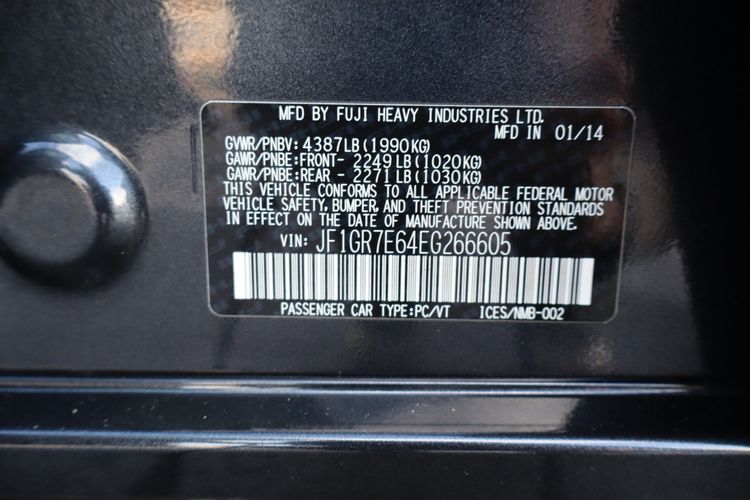 MFD BY FUJI HEAVY INDUSTRIES LTD.
MFD IN 01/14
GVWR/PNBV: 4387LB(1990KG)
GAWR/PNBE:FRONT- 2249LB(1020KG)
GAWR/PNBE:REAR - 2271LB(1030KG)
THIS VEHICLE CONFORMS TO ALL APPLICABLE FEDERAL MOTOR
VEHICLE SAFETY, BUMPER, AND THEFT PREVENTION STANDARDS
IN EFFECT ON THE DATE OF MANUFACTURE SHOWN ABOVE.
VIN: JF1GR7E64EG266605
PASSENGER CAR TYPE:PC/VT ICES/NMB-002